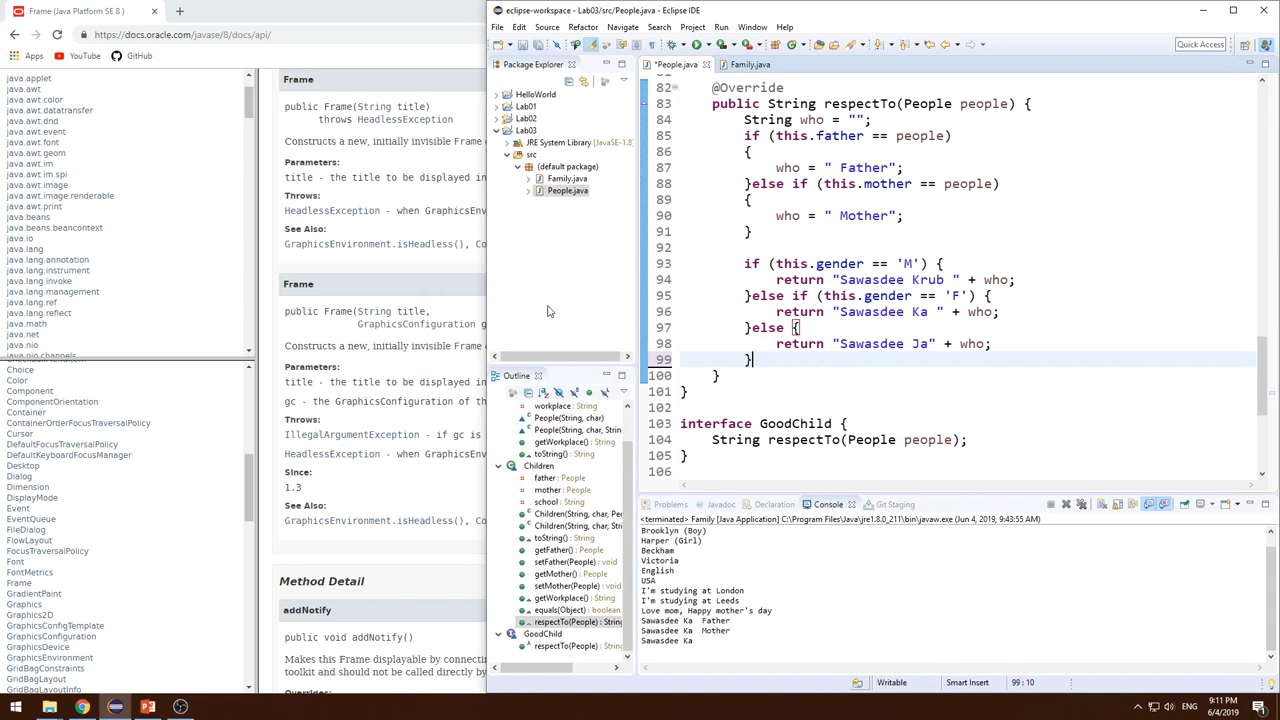 Frame (Java Platform SE 8 )
https://docs.oracle.com/javase/8/docs/api/
Apps
YouTube
GitHub
java.applet
java.awt
java.awt.color
java.awt.datatransfer
java.awt.dnd
java.awt.event
java.awt.font
java.awt.geom
java.awt.im
java.awt.im.spi
java.awt.image
java.awt.image.renderable
java.awt.print
java.beans
java.beans.beancontext
java.io
java.lang
java.lang.annotation
java.lang.instrument
java.lang.invoke
java.lang.management
java.lang.ref
java.lang.reflect
java.math
java.net
java.nio
java.nio.channels
Choice
Color
Component
ComponentOrientation
Container
ContainerOrderFocusTraversalPolicy
Cursor
DefaultFocusTraversalPolicy
DefaultKeyboardFocusManager
Desktop
Dialog
Dimension
DisplayMode
Event
EventQueue
FileDialog
FlowLayout
FocusTraversalPolicy
Font
FontMetrics
Frame
GradientPaint
Graphics
Graphics2D
GraphicsConfigTemplate
GraphicsConfiguration
GraphicsDevice
GraphicsEnvironment
GridBagConstraints
GridBagLayout
GridBagLayoutInfo
Frame
public Frame(String title)
throws HeadlessException
Constructs a new, initially invisible Frame
Parameters:
title - the title to be displayed in
Throws:
HeadlessException - when GraphicsEnv
See Also:
GraphicsEnvironment.isHeadless(), Co
Frame
public Frame(String title,
GraphicsConfiguration g
Constructs a new, initially invisible Frame
Parameters:
title - the title to be displayed in
gc - the GraphicsConfiguration of th
Throws:
IllegalArgumentException - if gc is
HeadlessException - when GraphicsEnv
Since:
1.3
See Also:
GraphicsEnvironment.isHeadless(), Co
Method Detail
addNotify
public void addNotify()
Makes this Frame displayable by connectin
toolkit and should not be called directly by
Overrides:
eclipse-workspace - Lab03/src/People.java - Eclipse IDE
File Edit Source Refactor Navigate Search Project Run Window Help
Quick Access
Package Explorer
HelloWorld
Lab01
Lab02
Lab03
JRE System Library [JavaSE-1.8]
src
(default package)
Family.java
People.java
Outline
workplace : String
People(String, char)
People(String, char, String
getWorkplace() : String
toString() : String
Children
father : People
mother : People
school : String
Children(String, char, Peo
Children(String, char, Peo
toString() : String
getFather() : People
setFather(People) : void
getMother() : People
setMother(People) : void
getWorkplace() : String
equals(Object) : boolean
respectTo(People) : String
GoodChild
respectTo(People) : String
*People.java
Family.java
82 @Override
83 public String respectTo(People people) {
84 String who = "";
85 if (this.father == people)
86 {
87 who = " Father";
88 }else if (this.mother == people)
89 {
90 who = " Mother";
91 }
92
93 if (this.gender == 'M') {
94 return "Sawasdee Krub " + who;
95 }else if (this.gender == 'F') {
96 return "Sawasdee Ka " + who;
97 }else {
98 return "Sawasdee Ja" + who;
99 }
100 }
101 }
102
103 interface GoodChild {
104 String respectTo(People people);
105 }
106
Problems Javadoc Declaration Console Git Staging
<terminated> Family [Java Application] C:\Program Files\Java\jre1.8.0_211\bin\javaw.exe (Jun 4, 2019, 9:43:55 AM)
Brooklyn (Boy)
Harper (Girl)
Beckham
Victoria
English
USA
I'm studying at London
I'm studying at Leeds
Love mom, Happy mother's day
Sawasdee Ka  Father
Sawasdee Ka  Mother
Sawasdee Ka
Writable
Smart Insert
99 : 10
ENG
9:11 PM
6/4/2019